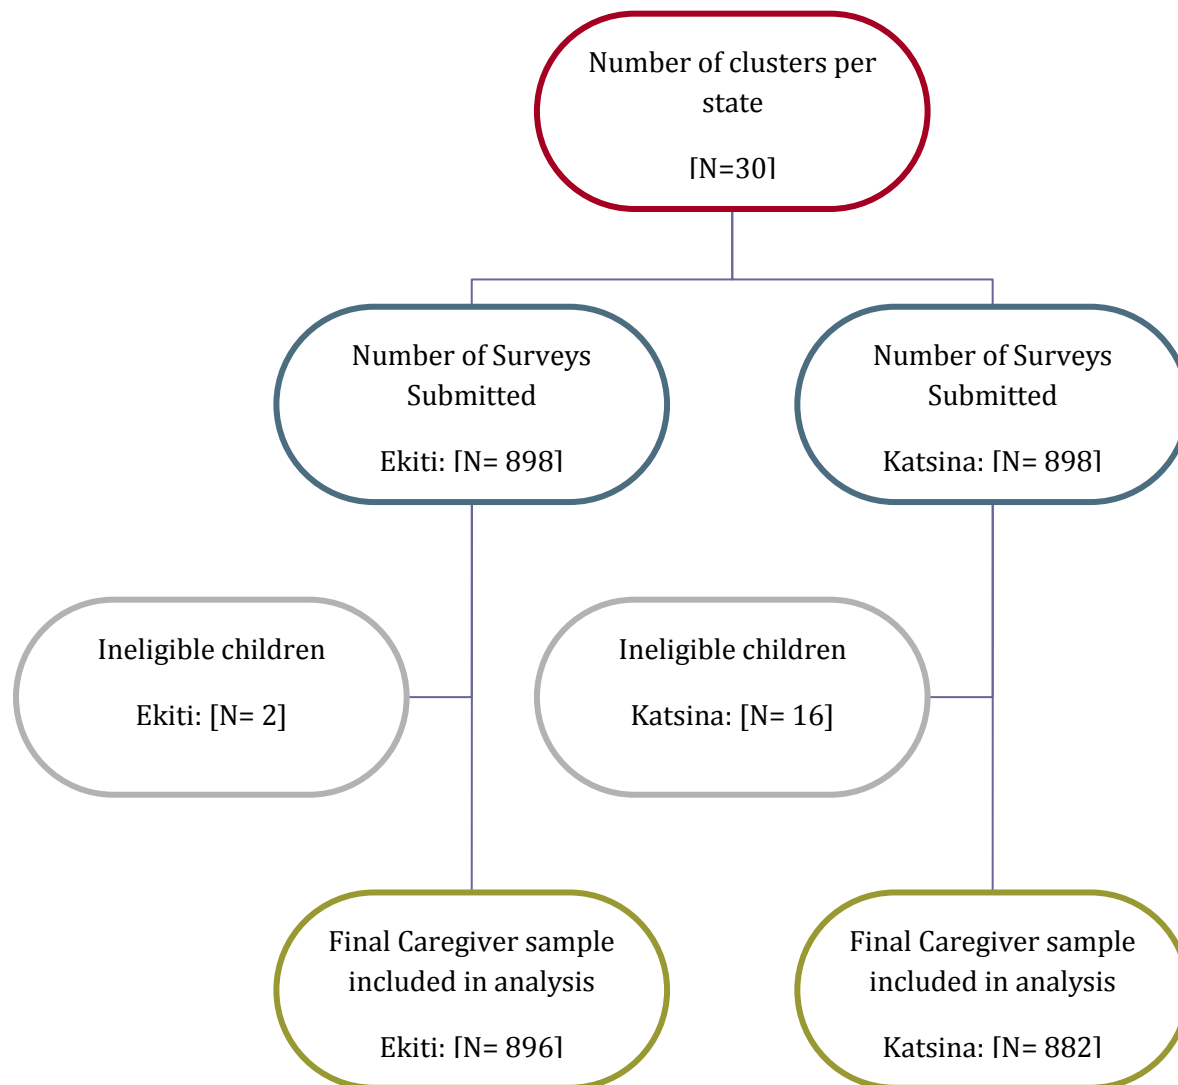 Number of clusters per
state
[N=30]
Number of Surveys
Submitted
Ekiti: [N= 898]
Number of Surveys
Submitted
Katsina: [N= 898]
Ineligible children
Ekiti: [N= 2]
Ineligible children
Katsina: [N= 16]
Final Caregiver sample
included in analysis
Ekiti: [N= 896]
Final Caregiver sample
included in analysis
Katsina: [N= 882]